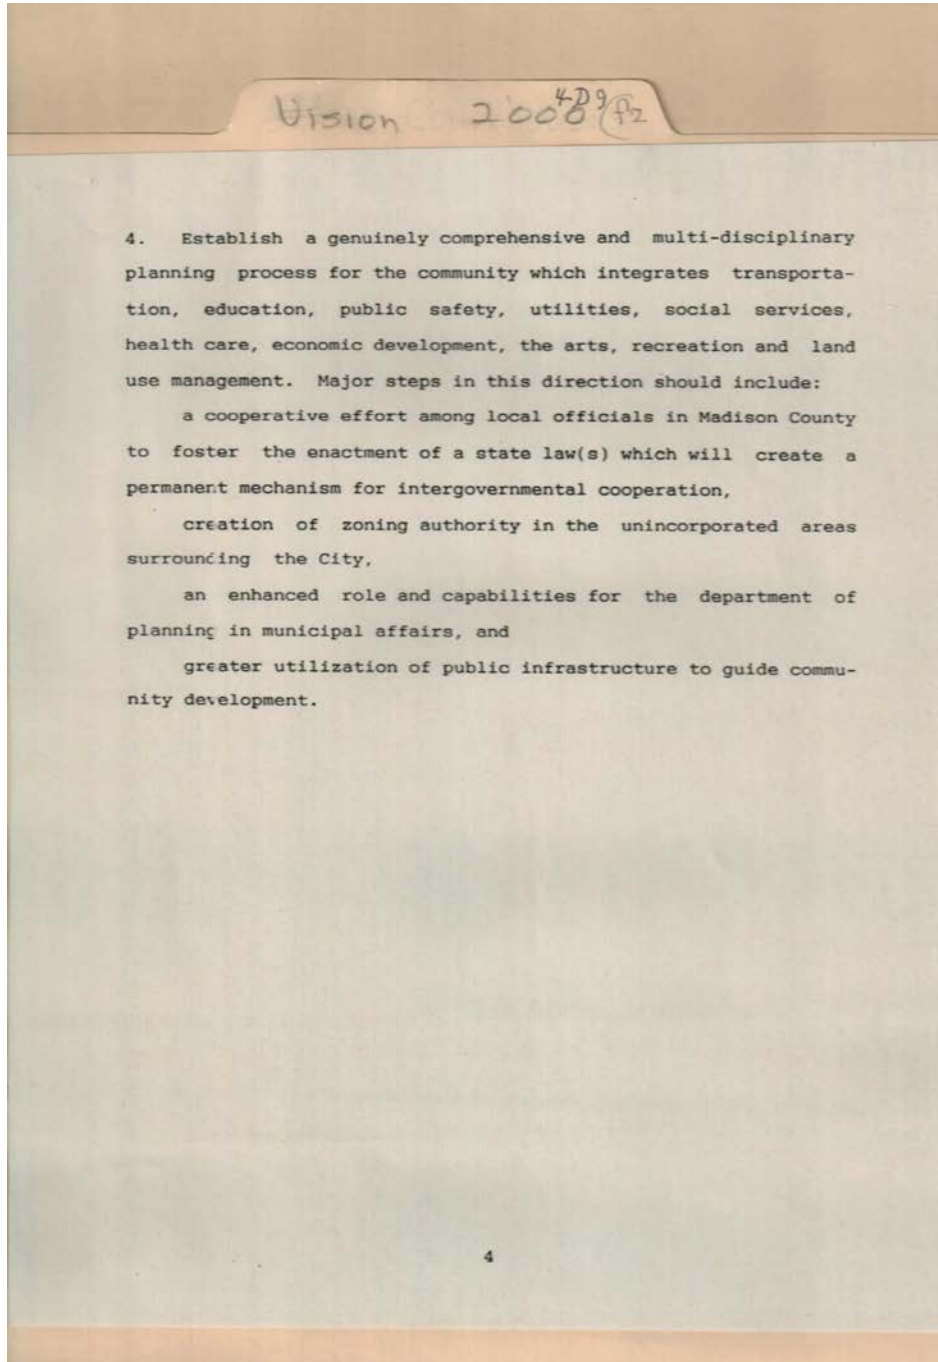 Vision 2000
4. Establish a genuinely comprehensive and multi-disciplinary
planning process for the community which integrates transporta-
tion, education, public safety, utilities, social services,
health care, economic development, the arts, recreation and land
use management. Major steps in this direction should include:
a cooperative effort among local officials in Madison County
to foster the enactment of a state law(s) which will create a
permanent mechanism for intergovernmental cooperation,
creation of zoning authority in the unincorporated areas
surrounding the City,
an enhanced role and capabilities for the department of
planning in municipal affairs, and
greater utilization of public infrastructure to guide commu-
nity development.
4